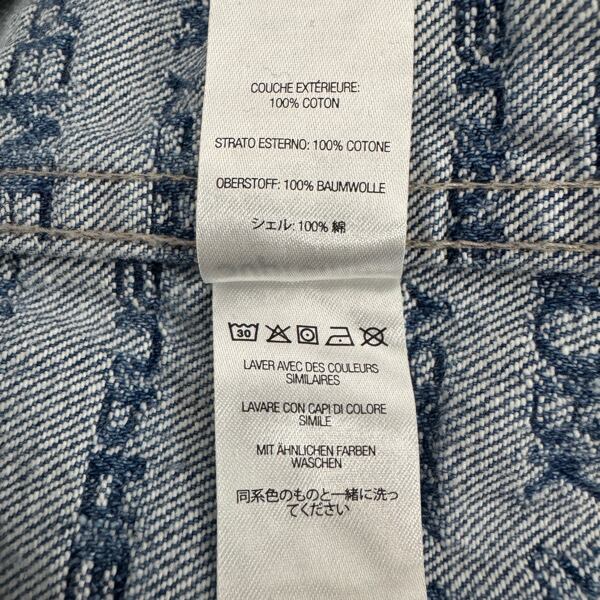 COUCHE EXTÉRIEURE:
100% COTON
STRATO ESTERNO: 100% COTONE
OBERSTOFF: 100% BAUMWOLLE
シェル: 100% 綿
30
LAVER AVEC DES COULEURS
SIMILAIRES
LAVARE CON CAPI DI COLORE
SIMILE
MIT ÄHNLICHEN FARBEN
WASCHEN
同系色のものと一緒に洗っ
てください